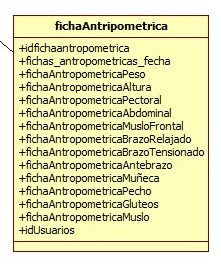 fichaAntripometrica
+idfichaantropometrica
+fichas_antropometricas_fecha
+fichaAntropometricaPeso
+fichaAntropometricaAltura
+fichaAntropometricaPectoral
+fichaAntropometricaAbdominal
+fichaAntropometricaMusloFrontal
+fichaAntropometricaBrazoRelajado
+fichaAntropometricaBrazoTensionado
+fichaAntropometricaAntebrazo
+fichaAntropometricaMuñeca
+fichaAntropometricaPecho
+fichaAntropometricaGluteos
+fichaAntropometricaMuslo
+idUsuarios